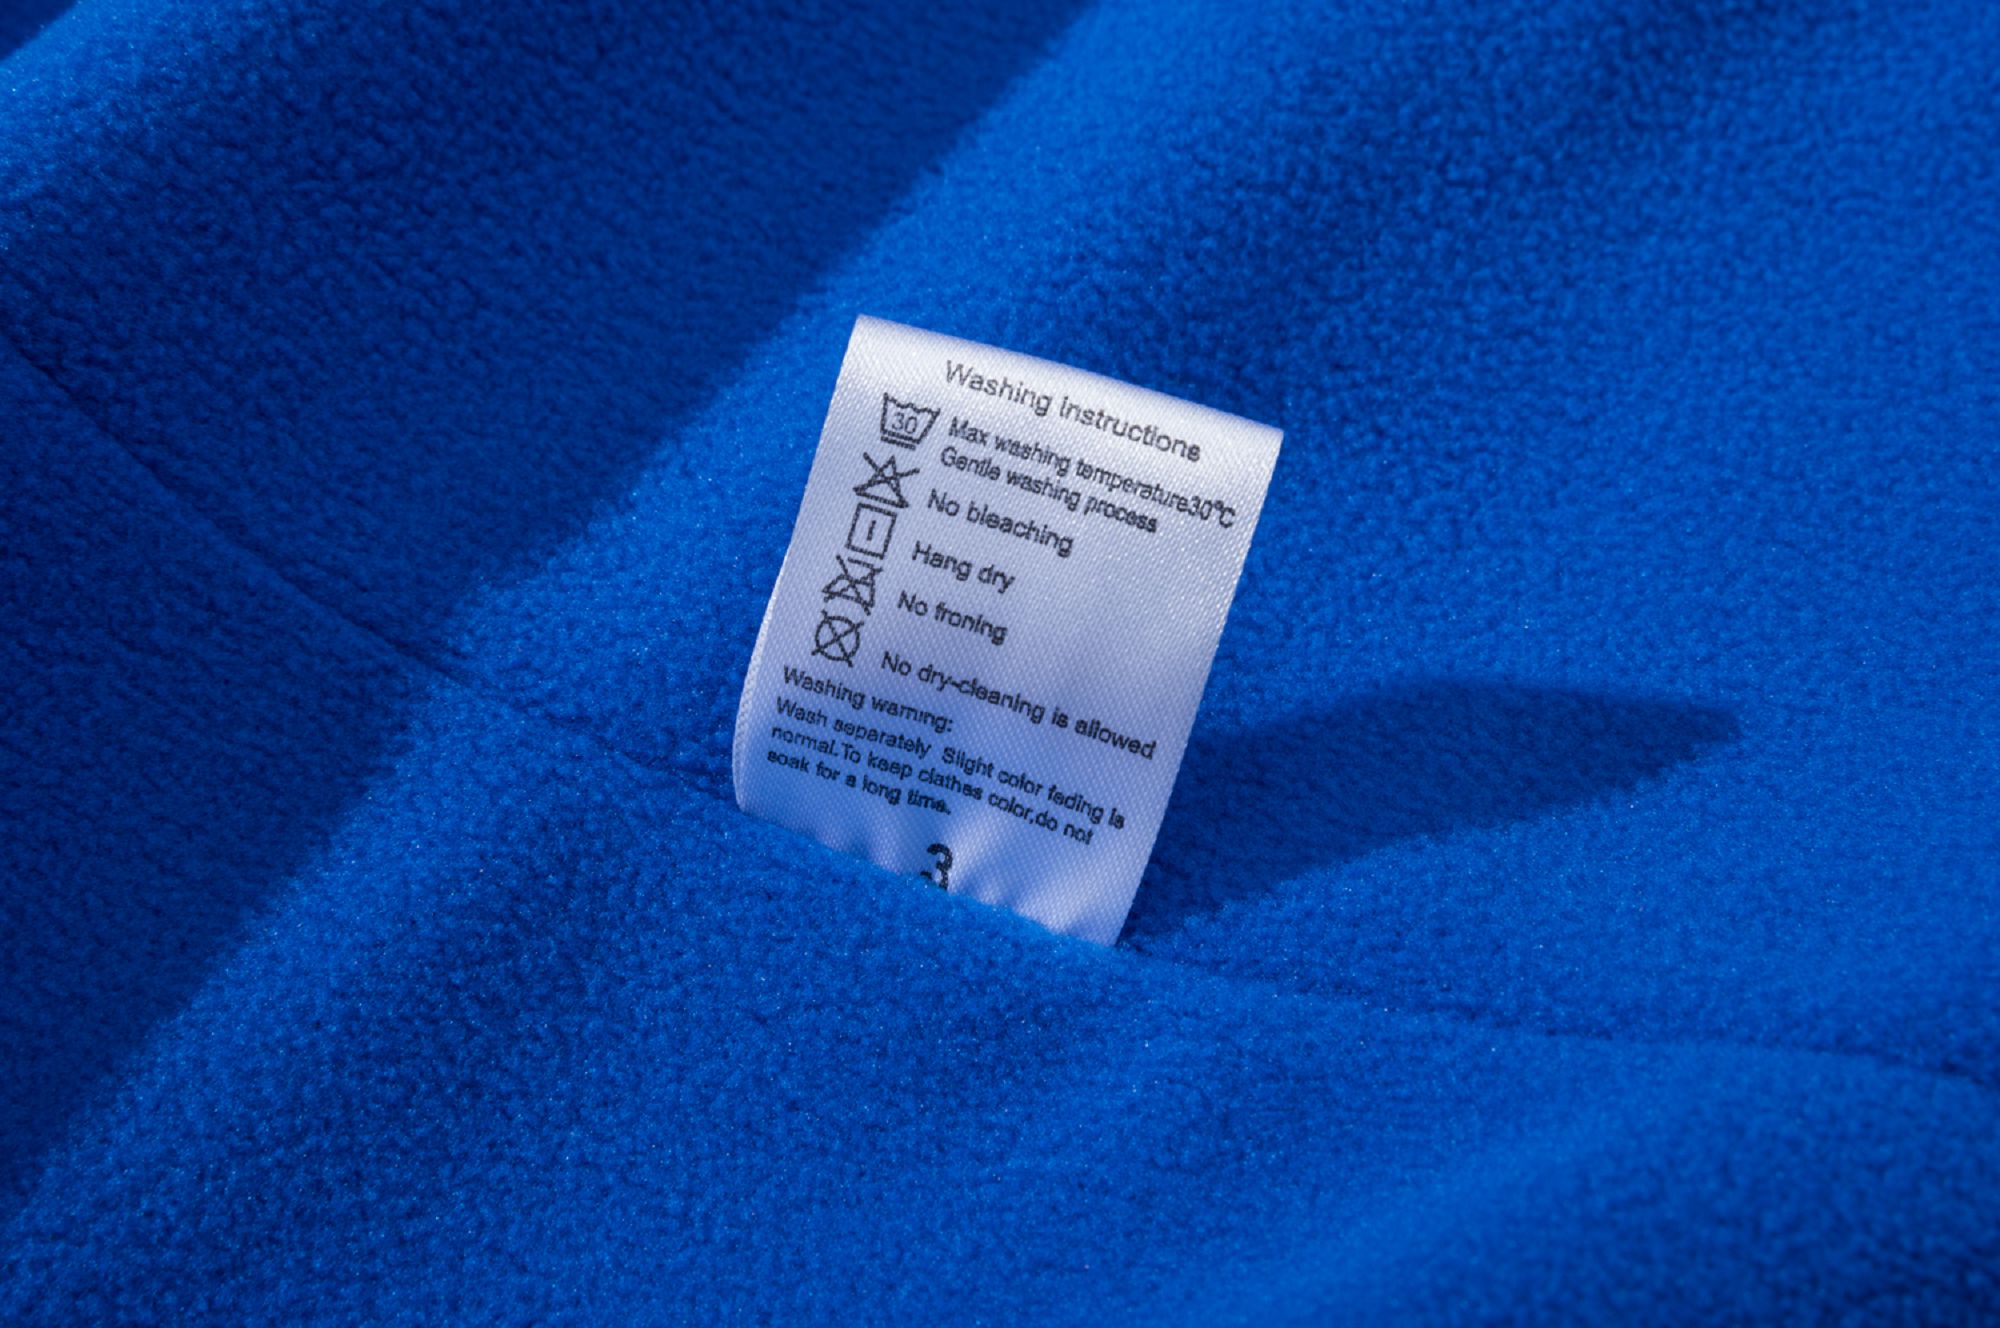 Washing Instructions
30
Max washing temperature30°C
Gentle washing process
No bleaching
Hang dry
No froning
No dry-cleaning is allowed
Washing warning:
Wash separately Slight color fading is
normal.To keep clathes color,do not
soak for a long time.
3